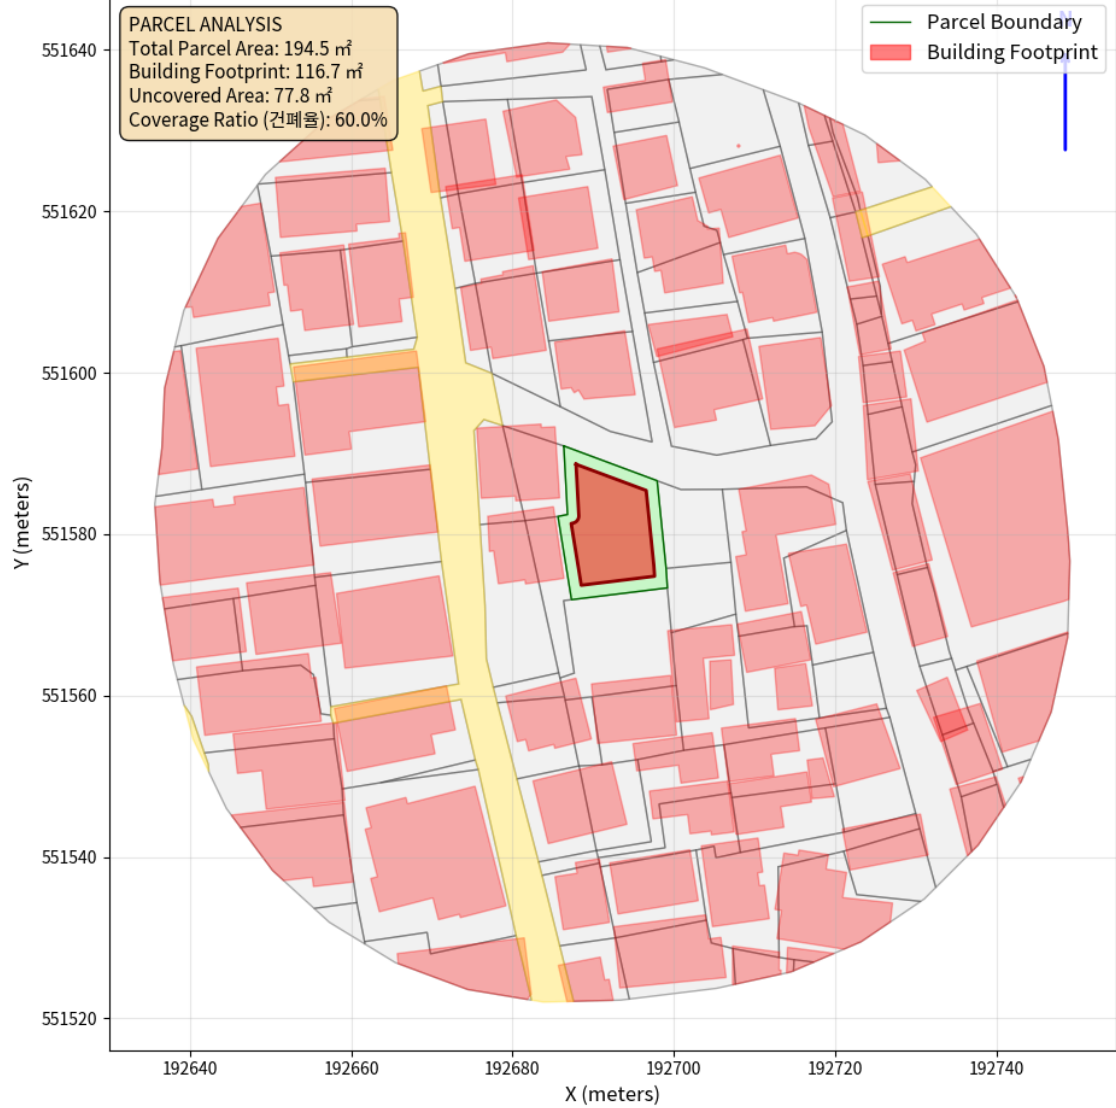 PARCEL ANALYSIS
Total Parcel Area: 194.5 ㎡
Building Footprint: 116.7 ㎡
Uncovered Area: 77.8 ㎡
Coverage Ratio (건폐율): 60.0%
Parcel Boundary
Building Footprint
N
551640
551620
551600
551580
551560
551540
551520
Y (meters)
192640
192660
192680
192700
192720
192740
X (meters)